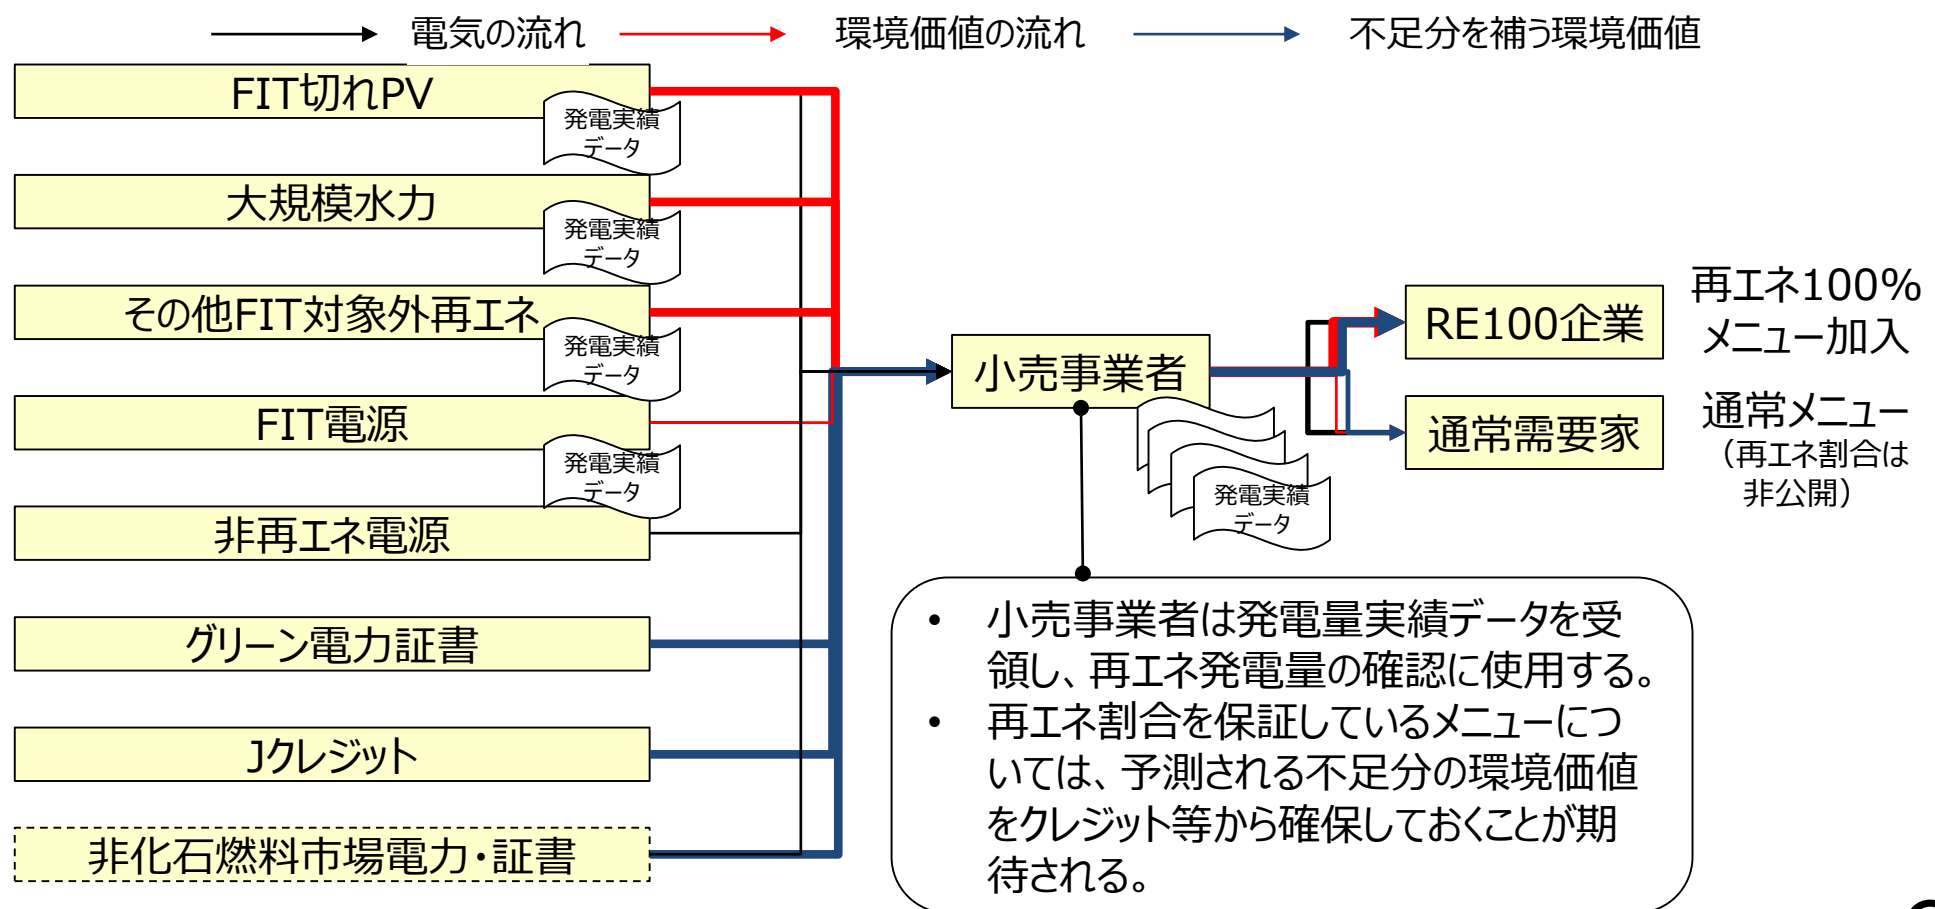 電気の流れ
環境価値の流れ
不足分を補う環境価値
FIT切れPV
発電実績
データ
大規模水力
発電実績
データ
その他FIT対象外再エネ
発電実績
データ
FIT電源
発電実績
データ
非再エネ電源
グリーン電力証書
Jクレジット
非化石燃料市場電力・証書
小売事業者
発電実績
データ
RE100企業
再エネ100%
メニュー加入
通常需要家
通常メニュー
（再エネ割合は
非公開）
• 小売事業者は発電量実績データを受
領し、再エネ発電量の確認に使用する。
• 再エネ割合を保証しているメニューにつ
いては、予測される不足分の環境価値
をクレジット等から確保しておくことが期
待される。